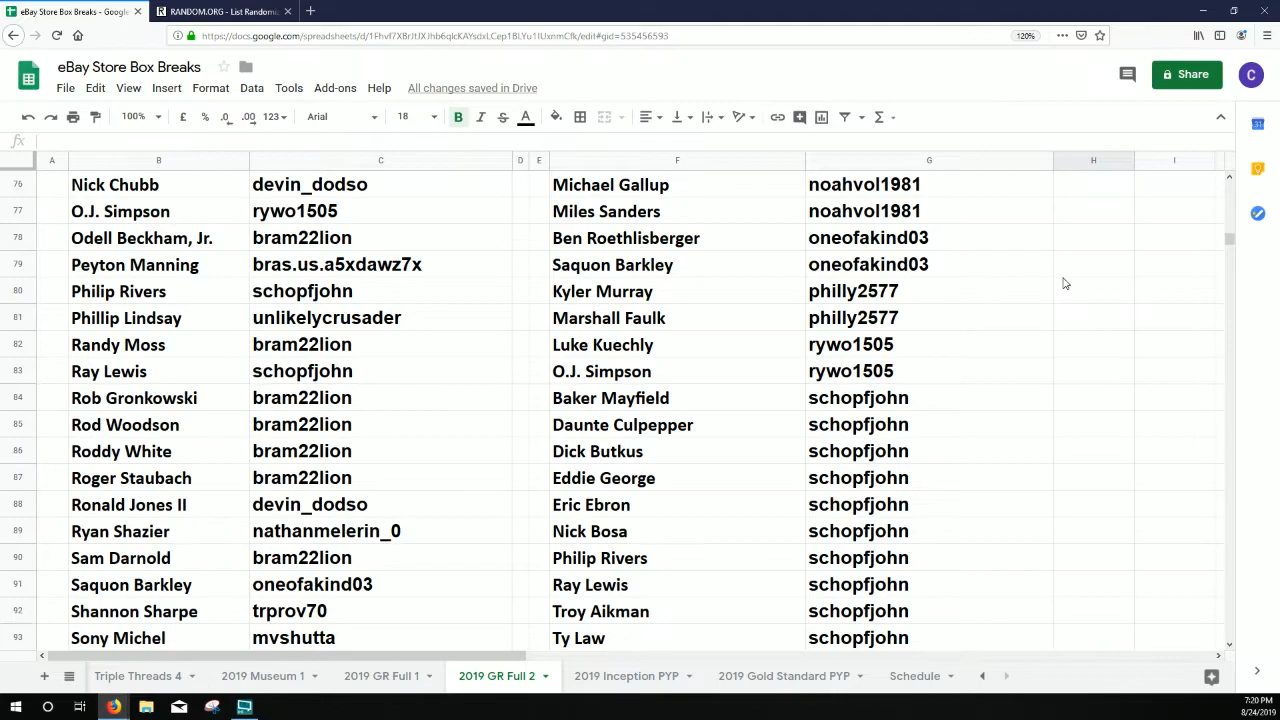 eBay Store Box Breaks - Google
RANDOM.ORG - List Randomi
120%
eBay Store Box Breaks
Share
C
File Edit View Insert Format Data Tools Add-ons Help All changes saved in Drive
100% £ % .0 .00 123 Arial 18 B I S A
fx
A B C D E F G H I
76 Nick Chubb devin_dodso Michael Gallup noahvol1981
77 O.J. Simpson rywo1505 Miles Sanders noahvol1981
78 Odell Beckham, Jr. bram22lion Ben Roethlisberger oneofakind03
79 Peyton Manning bras.us.a5xdawz7x Saquon Barkley oneofakind03
80 Philip Rivers schopfjohn Kyler Murray philly2577
81 Phillip Lindsay unlikelycrusader Marshall Faulk philly2577
82 Randy Moss bram22lion Luke Kuechly rywo1505
83 Ray Lewis schopfjohn O.J. Simpson rywo1505
84 Rob Gronkowski bram22lion Baker Mayfield schopfjohn
85 Rod Woodson bram22lion Daunte Culpepper schopfjohn
86 Roddy White bram22lion Dick Butkus schopfjohn
87 Roger Staubach bram22lion Eddie George schopfjohn
88 Ronald Jones II devin_dodso Eric Ebron schopfjohn
89 Ryan Shazier nathanmelerin_0 Nick Bosa schopfjohn
90 Sam Darnold bram22lion Philip Rivers schopfjohn
91 Saquon Barkley oneofakind03 Ray Lewis schopfjohn
92 Shannon Sharpe trprov70 Troy Aikman schopfjohn
93 Sony Michel mvshutta Ty Law schopfjohn
Triple Threads 4 2019 Museum 1 2019 GR Full 1 2019 GR Full 2 2019 Inception PYP 2019 Gold Standard PYP Schedule
7:20 PM
8/24/2019